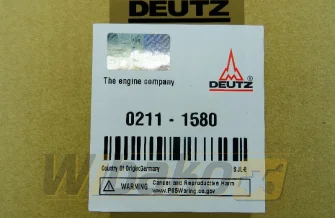 DEUTZ
The engine company
DEUTZ
0211 - 1580
Country Of Origin:Germany
WARNING
Cancer and Reproductive Harm
www.P65Warning.ca.gov